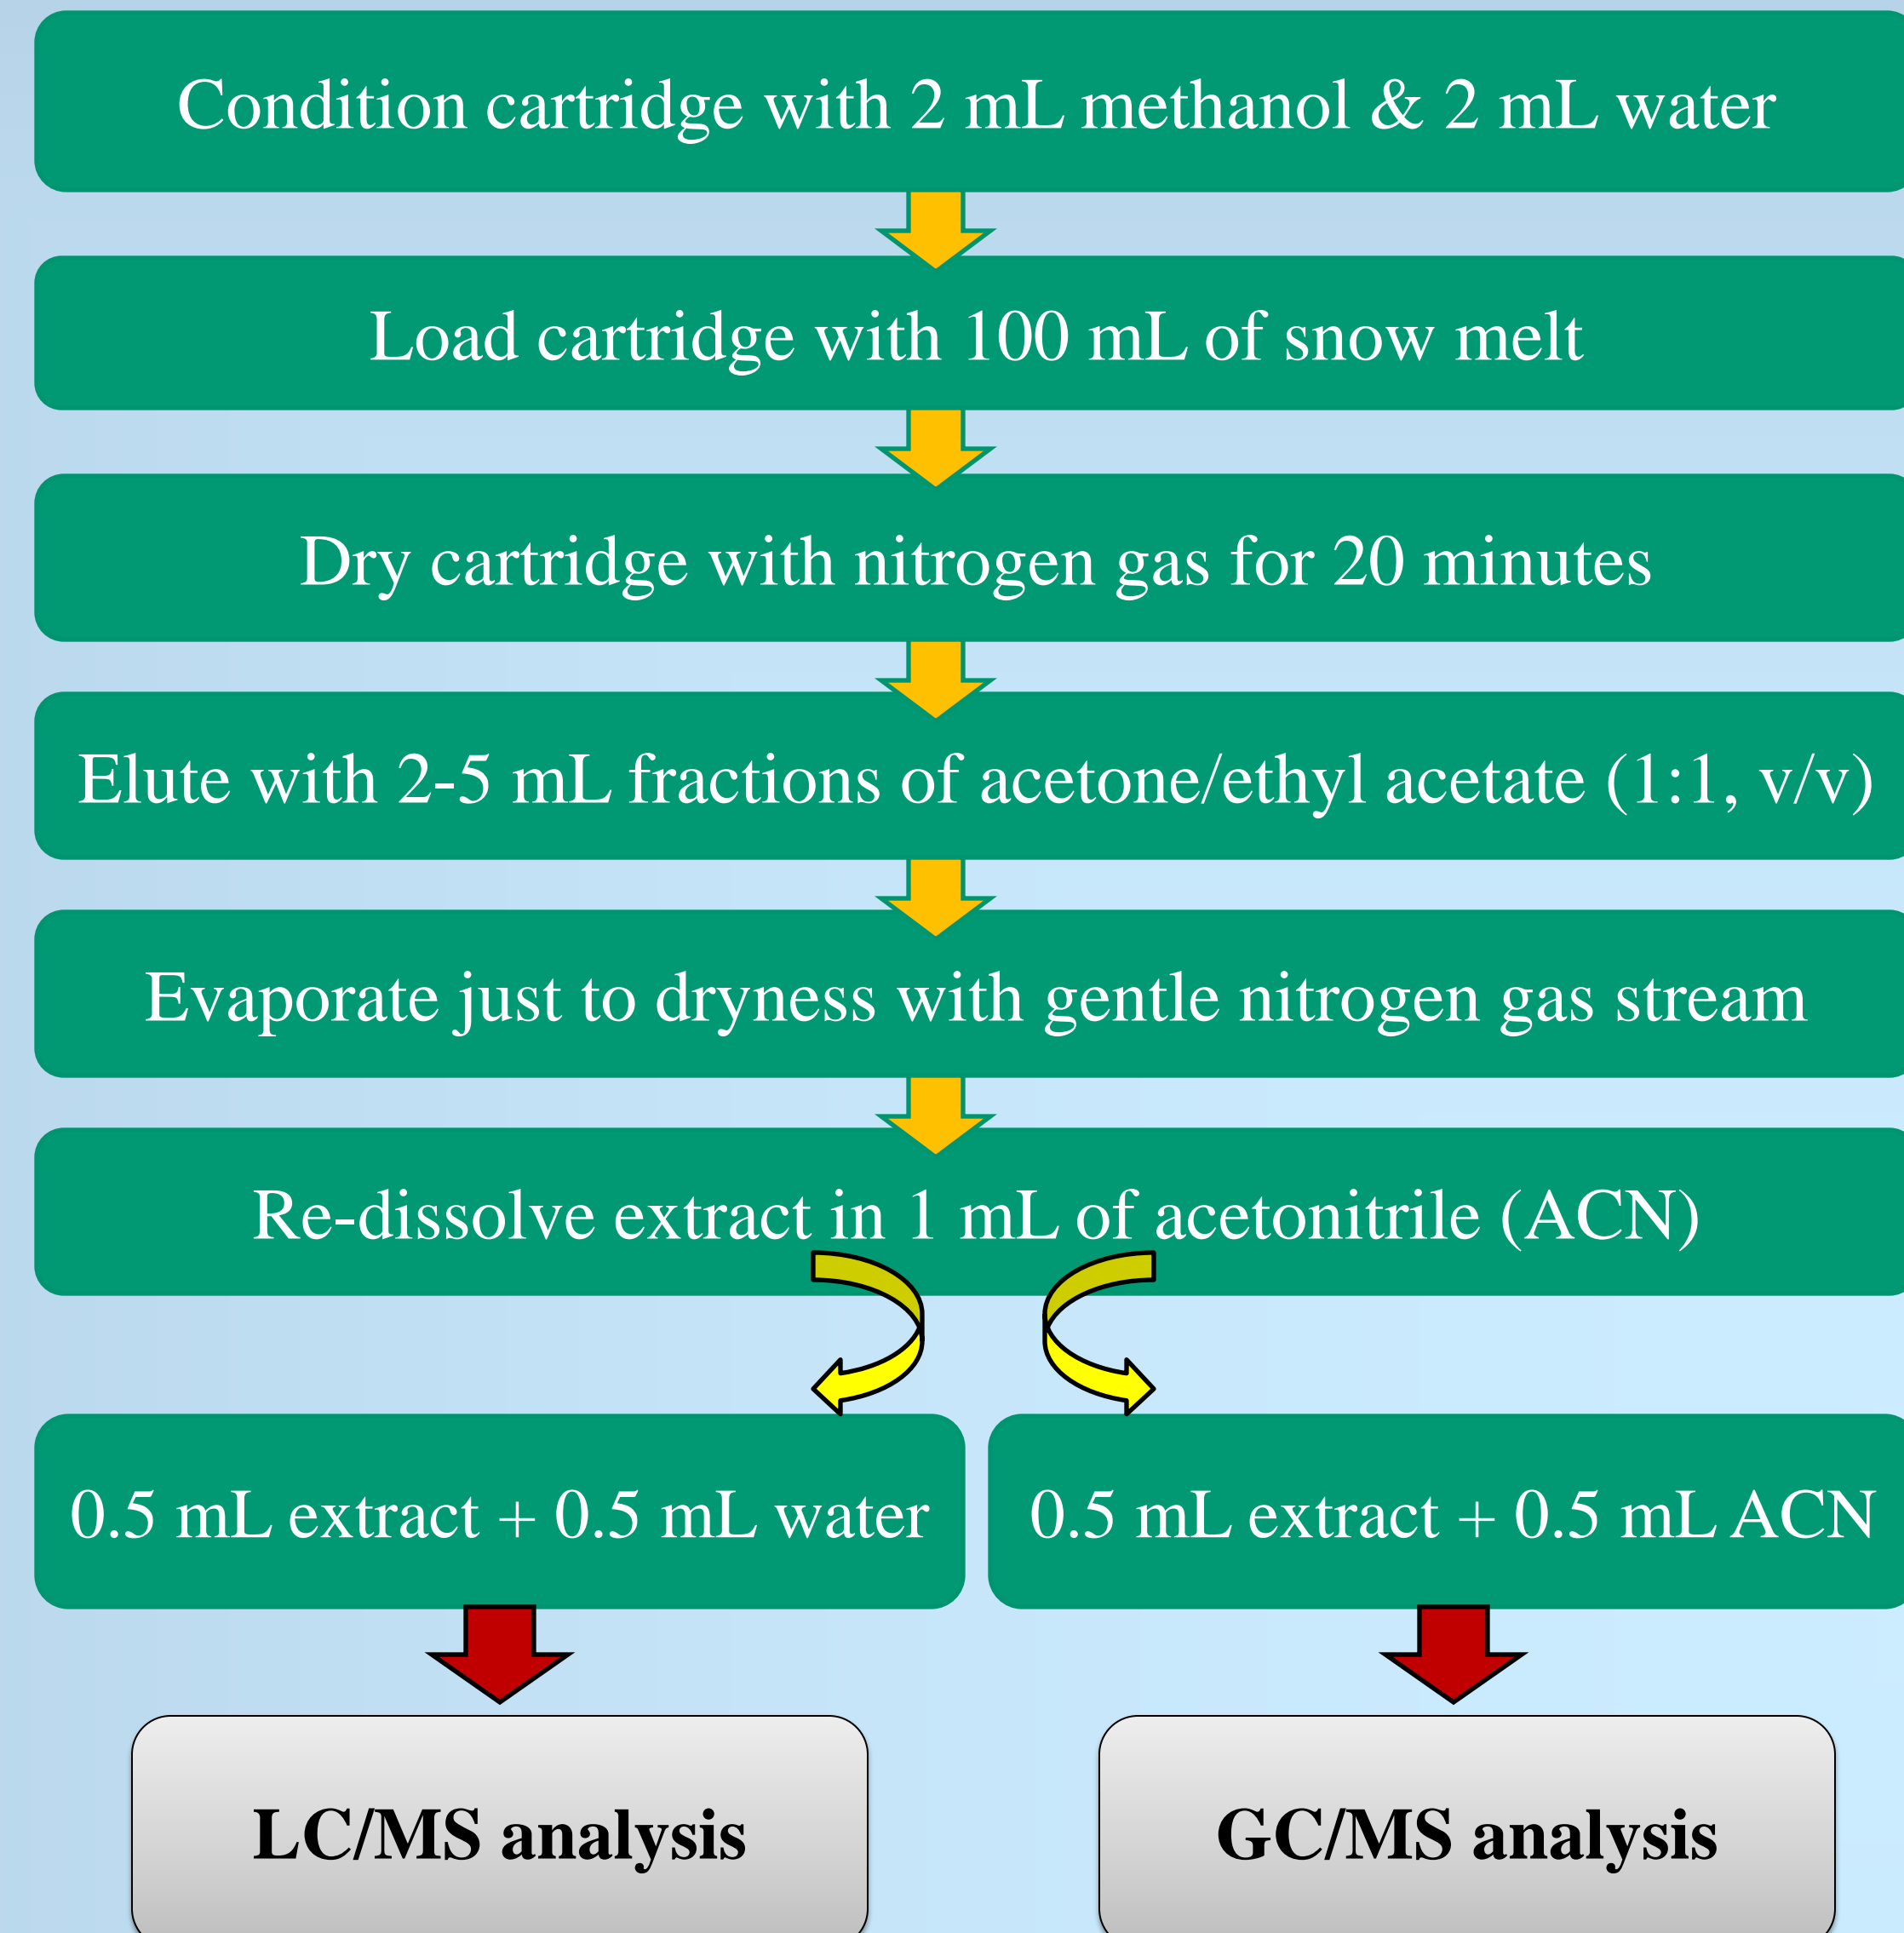 Condition cartridge with 2 mL methanol & 2 mL water
Load cartridge with 100 mL of snow melt
Dry cartridge with nitrogen gas for 20 minutes
Elute with 2-5 mL fractions of acetone/ethyl acetate (1:1, v/v)
Evaporate just to dryness with gentle nitrogen gas stream
Re-dissolve extract in 1 mL of acetonitrile (ACN)
0.5 mL extract + 0.5 mL water
0.5 mL extract + 0.5 mL ACN
LC/MS analysis
GC/MS analysis